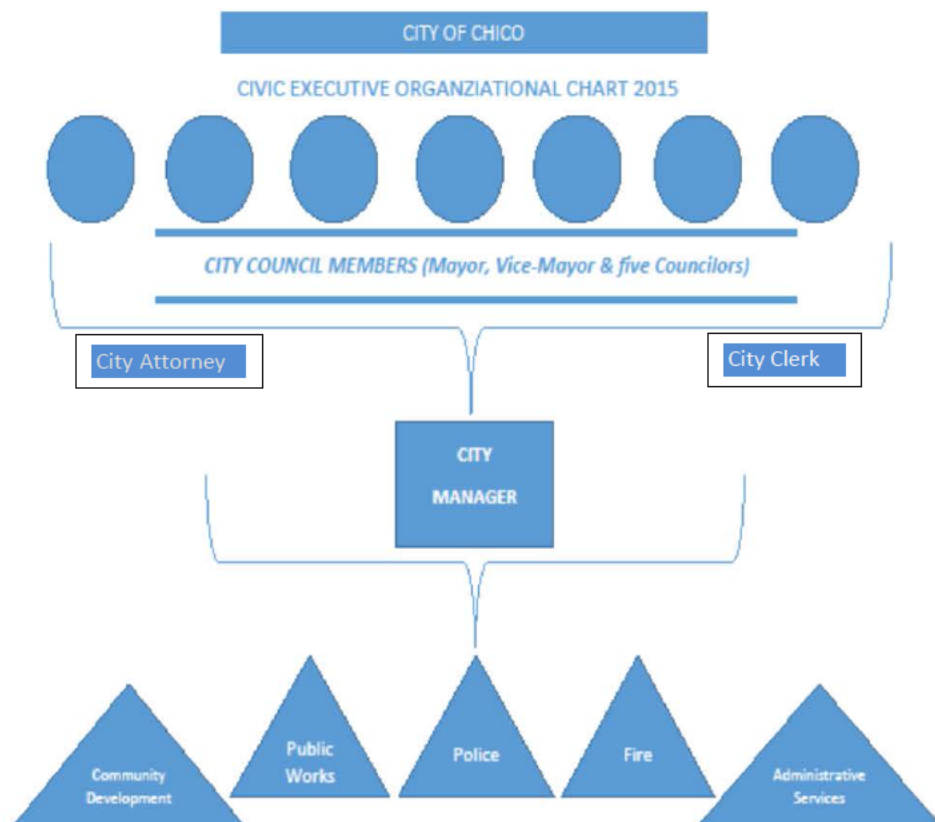 CITY OF CHICO
CIVIC EXECUTIVE ORGANZIATIONAL CHART 2015
CITY COUNCIL MEMBERS (Mayor, Vice-Mayor & five Councilors)
City Attorney
City Clerk
CITY
MANAGER
Community
Development
Public
Works
Police
Fire
Administrative
Services